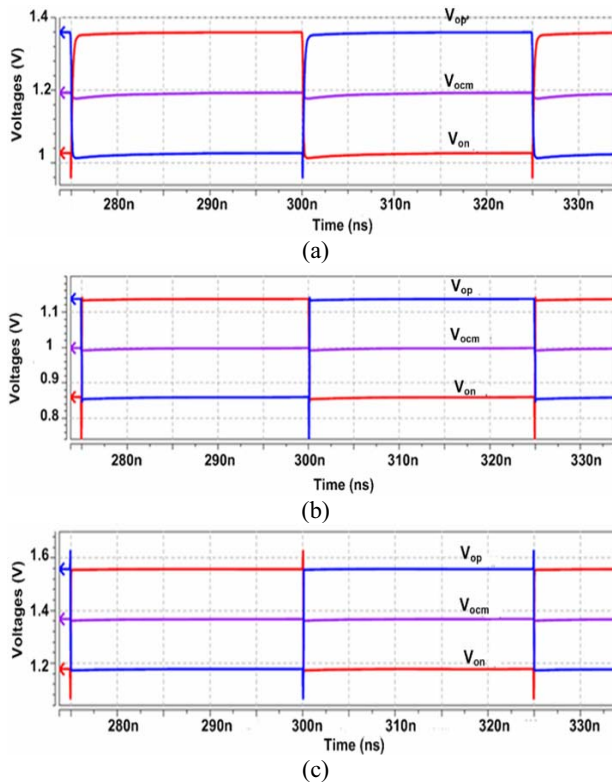 Voltages (V)
1.4
1.2
1
Vop
Vocm
Von
280n 290n 300n 310n 320n 330n
Time (ns)
(a)
Voltages (V)
1.1
1
0.9
0.8
Vop
Vocm
Von
280n 290n 300n 310n 320n 330n
Time (ns)
(b)
Voltages (V)
1.6
1.4
1.2
Vop
Vocm
Von
280n 290n 300n 310n 320n 330n
Time (ns)
(c)